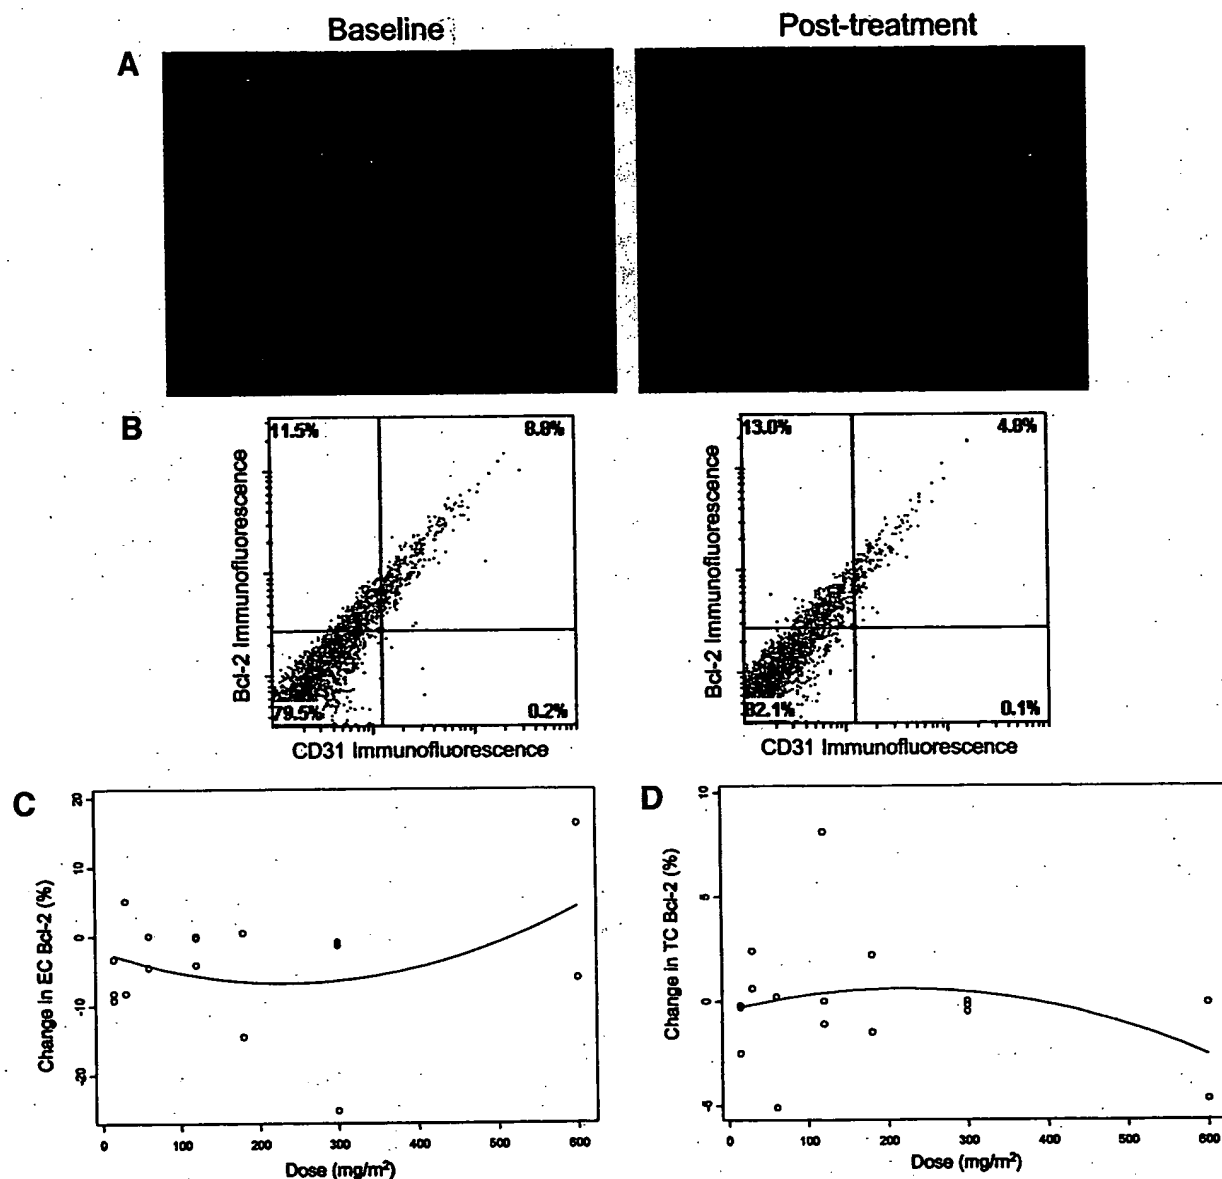 Baseline
Post-treatment
A
B
11.5%
8.8%
79.5%
0.2%
Bcl-2 Immunofluorescence
CD31 Immunofluorescence
13.0%
4.8%
82.1%
0.1%
Bcl-2 Immunofluorescence
CD31 Immunofluorescence
C
20
10
0
-10
-20
Change in EC Bcl-2 (%)
0 100 200 300 400 500 600
Dose (mg/m²)
D
10
5
0
-5
Change in TC Bcl-2 (%)
0 100 200 300 400 500 600
Dose (mg/m²)